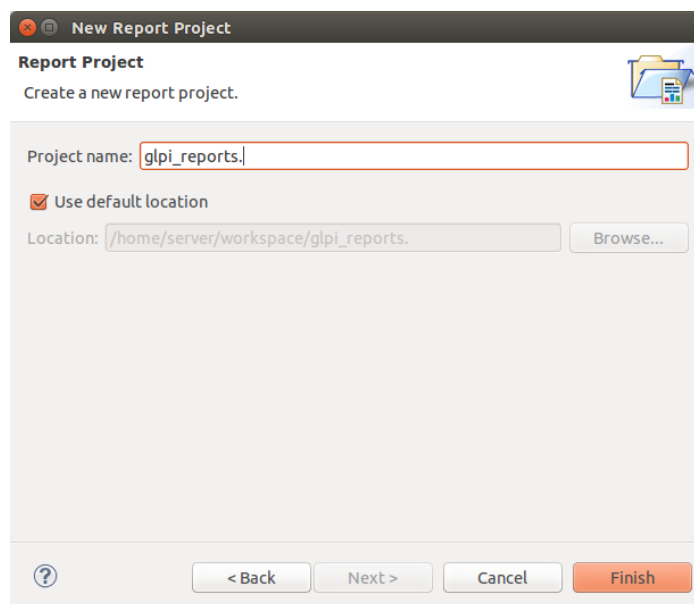 New Report Project
Report Project
Create a new report project.
Project name: glpi_reports.
Use default location
Location: /home/server/workspace/glpi_reports. Browse...
? < Back Next > Cancel Finish